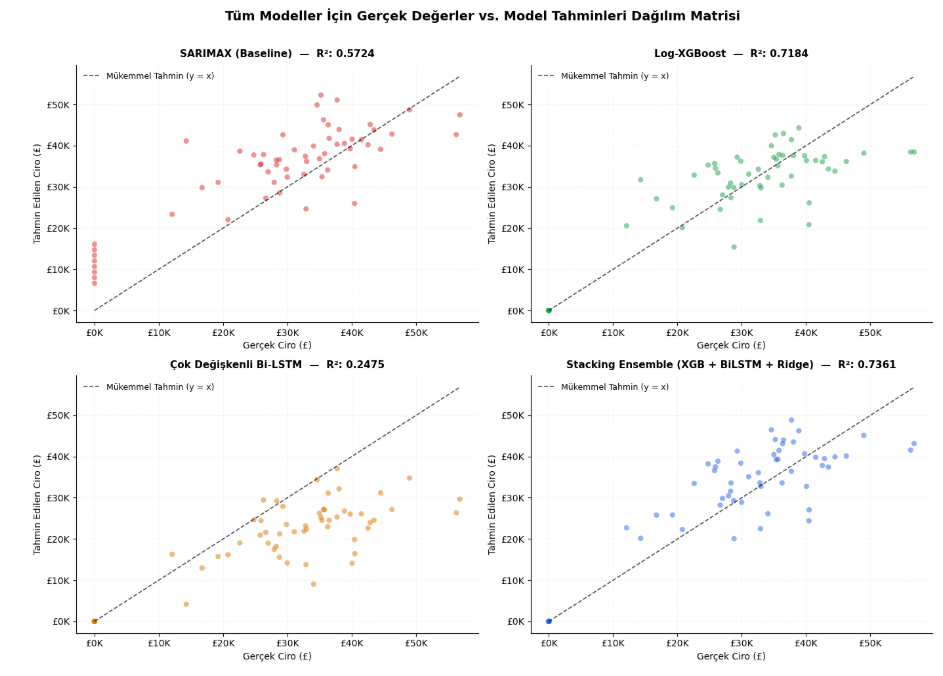 Tüm Modeller İçin Gerçek Değerler vs. Model Tahminleri Dağılım Matrisi
SARIMAX (Baseline) — R²: 0.5724
Mükemmel Tahmin (y = x)
Tahmin Edilen Ciro (£)
£50K
£40K
£30K
£20K
£10K
£0K
£0K £10K £20K £30K £40K £50K
Gerçek Ciro (£)
Log-XGBoost — R²: 0.7184
Mükemmel Tahmin (y = x)
Tahmin Edilen Ciro (£)
£50K
£40K
£30K
£20K
£10K
£0K
£0K £10K £20K £30K £40K £50K
Gerçek Ciro (£)
Çok Değişkenli Bi-LSTM — R²: 0.2475
Mükemmel Tahmin (y = x)
Tahmin Edilen Ciro (£)
£50K
£40K
£30K
£20K
£10K
£0K
£0K £10K £20K £30K £40K £50K
Gerçek Ciro (£)
Stacking Ensemble (XGB + BiLSTM + Ridge) — R²: 0.7361
Mükemmel Tahmin (y = x)
Tahmin Edilen Ciro (£)
£50K
£40K
£30K
£20K
£10K
£0K
£0K £10K £20K £30K £40K £50K
Gerçek Ciro (£)